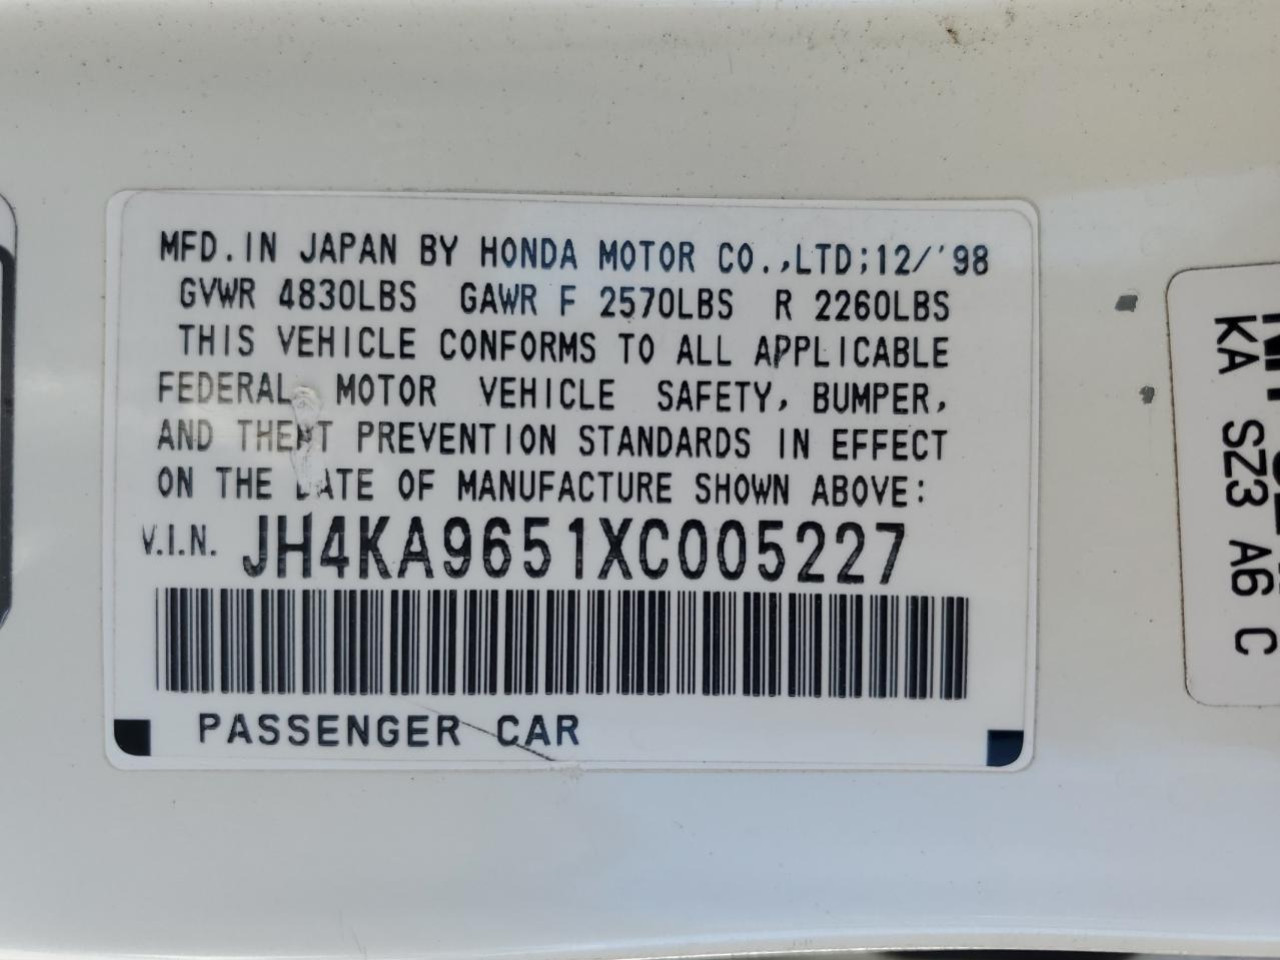 MFD. IN JAPAN BY HONDA MOTOR CO.,LTD;12/'98
GVWR 4830LBS GAWR F 2570LBS R 2260LBS
THIS VEHICLE CONFORMS TO ALL APPLICABLE
FEDERAL MOTOR VEHICLE SAFETY, BUMPER,
AND THEFT PREVENTION STANDARDS IN EFFECT
ON THE DATE OF MANUFACTURE SHOWN ABOVE:
V.I.N. JH4KA9651XC005227
PASSENGER CAR
KA SZ3 A6 C